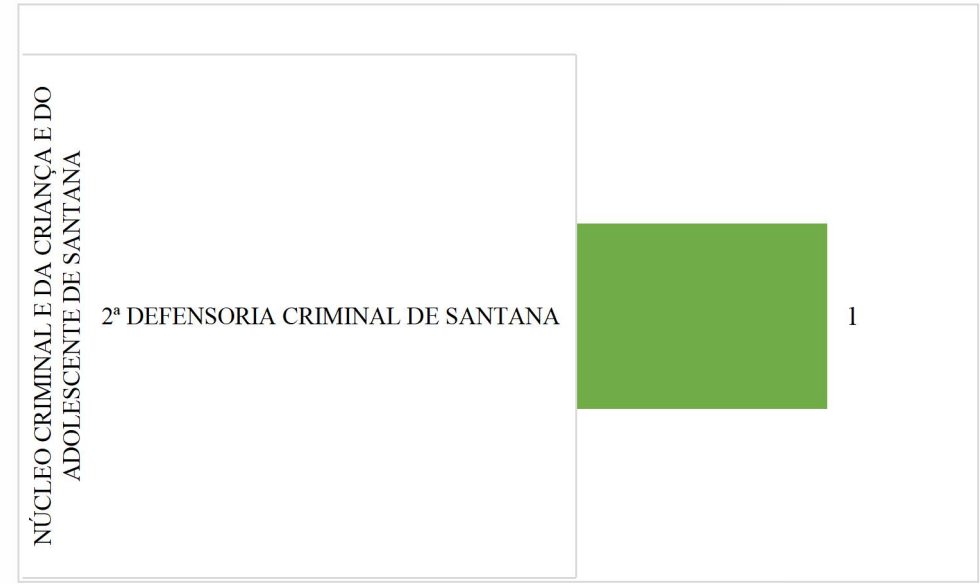 NÚCLEO CRIMINAL E DA CRIANÇA E DO
ADOLESCENTE DE SANTANA
2ª DEFENSORIA CRIMINAL DE SANTANA
1